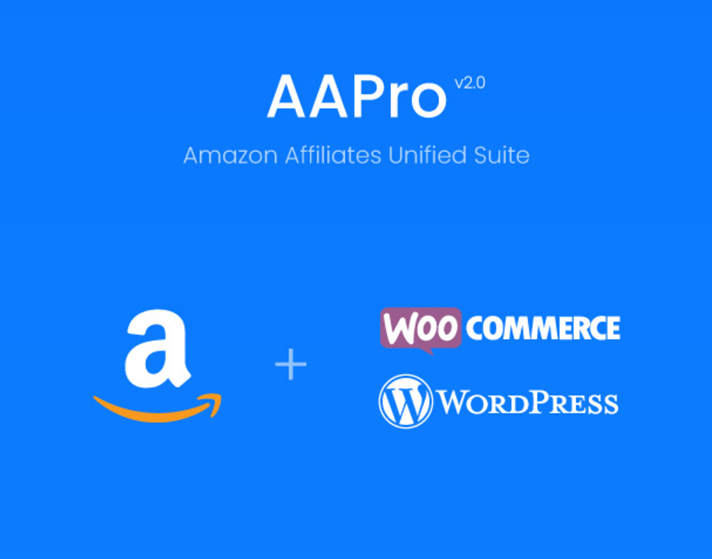 AAPro v2.0
Amazon Affiliates Unified Suite
a
+
WOO COMMERCE
W WORDPRESS